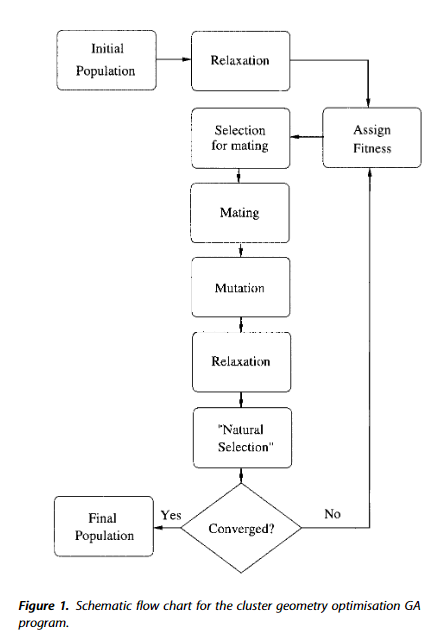 Initial
Population
Relaxation
Assign
Fitness
Selection
for mating
Mating
Mutation
Relaxation
"Natural
Selection"
Converged?
Yes
No
Final
Population
Figure 1. Schematic flow chart for the cluster geometry optimisation GA
program.